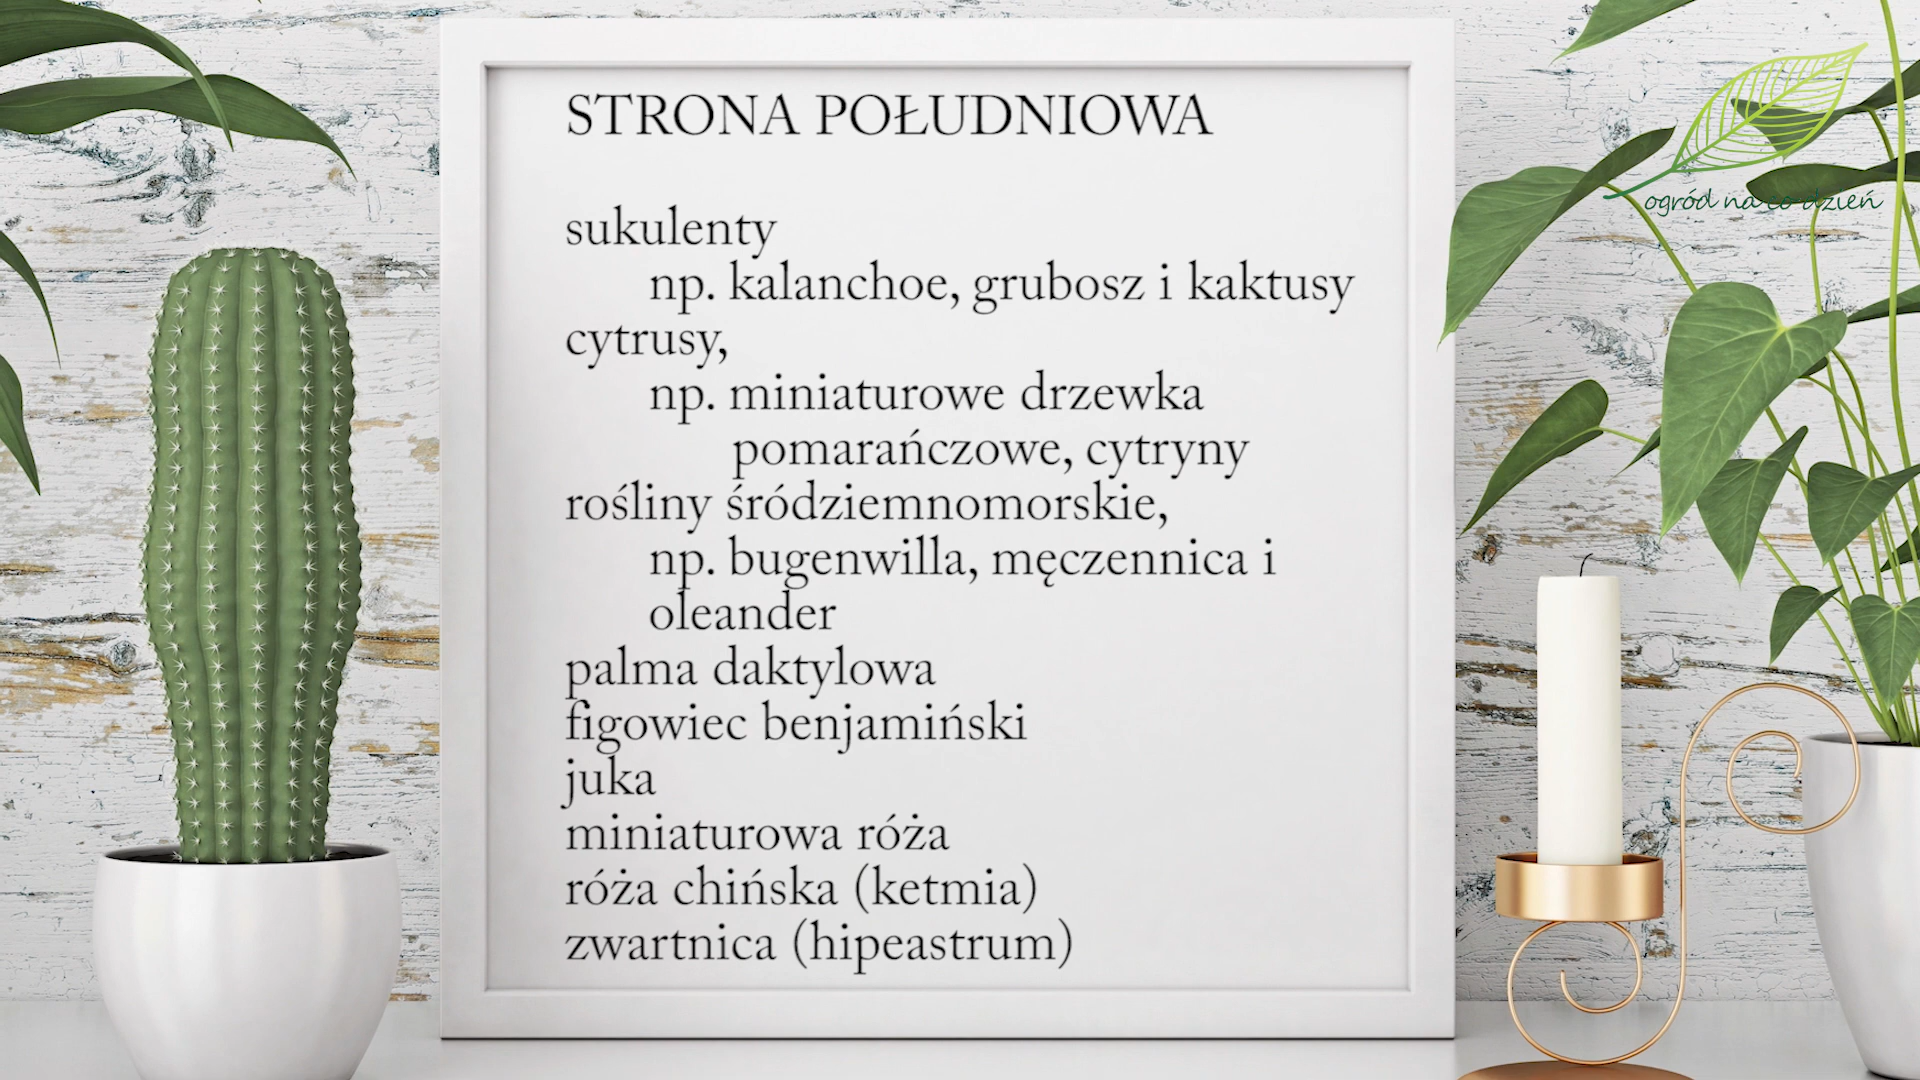 STRONA POŁUDNIOWA
sukulenty
np. kalanchoe, grubosz i kaktusy
cytrusy,
np. miniaturowe drzewka
pomarańczowe, cytryny
rośliny śródziemnomorskie,
np. bugenwilla, męczennica i
oleander
palma daktylowa
figowiec benjamiński
juka
miniaturowa róża
róża chińska (ketmia)
zwartnica (hipeastrum)
ogród na co dzień